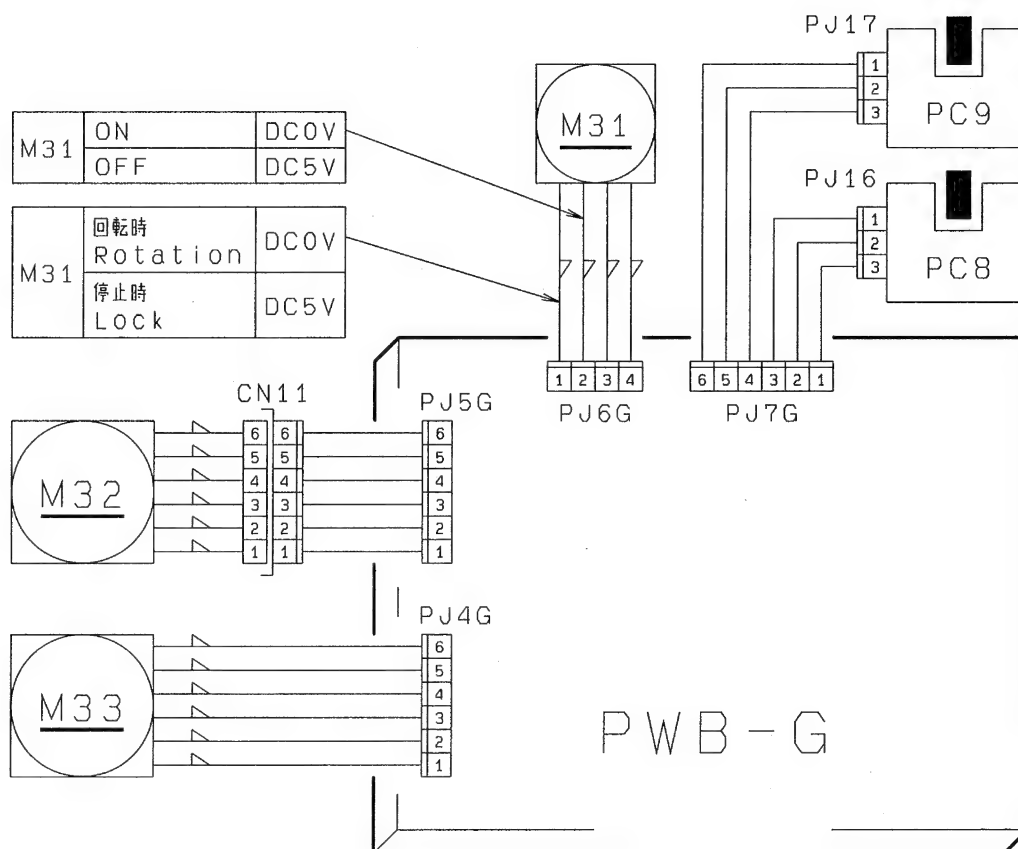 PJ17
1
2
3
PC9
M31
M31 ON DC0V
OFF DC5V
PJ16
1
2
3
PC8
M31 回転時 Rotation DC0V
停止時 Lock DC5V
1 2 3 4
PJ6G
6 5 4 3 2 1
PJ7G
CN11
PJ5G
M32
6 6 6
5 5 5
4 4 4
3 3 3
2 2 2
1 1 1
PJ4G
M33
6
5
4
3
2
1
PWB-G